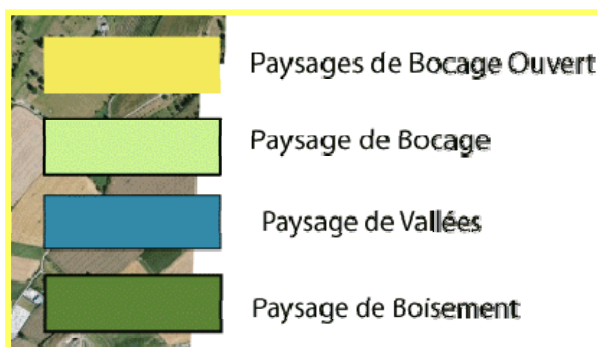 Paysages de Bocage Ouvert
Paysage de Bocage
Paysage de Vallées
Paysage de Boisement